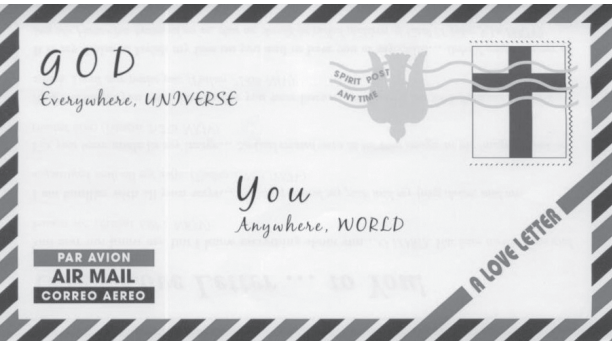 GOD
Everywhere, UNIVERSE
SPIRIT POST
ANY TIME
You
Anywhere, WORLD
PAR AVION
AIR MAIL
CORREO AEREO
A LOVE LETTER